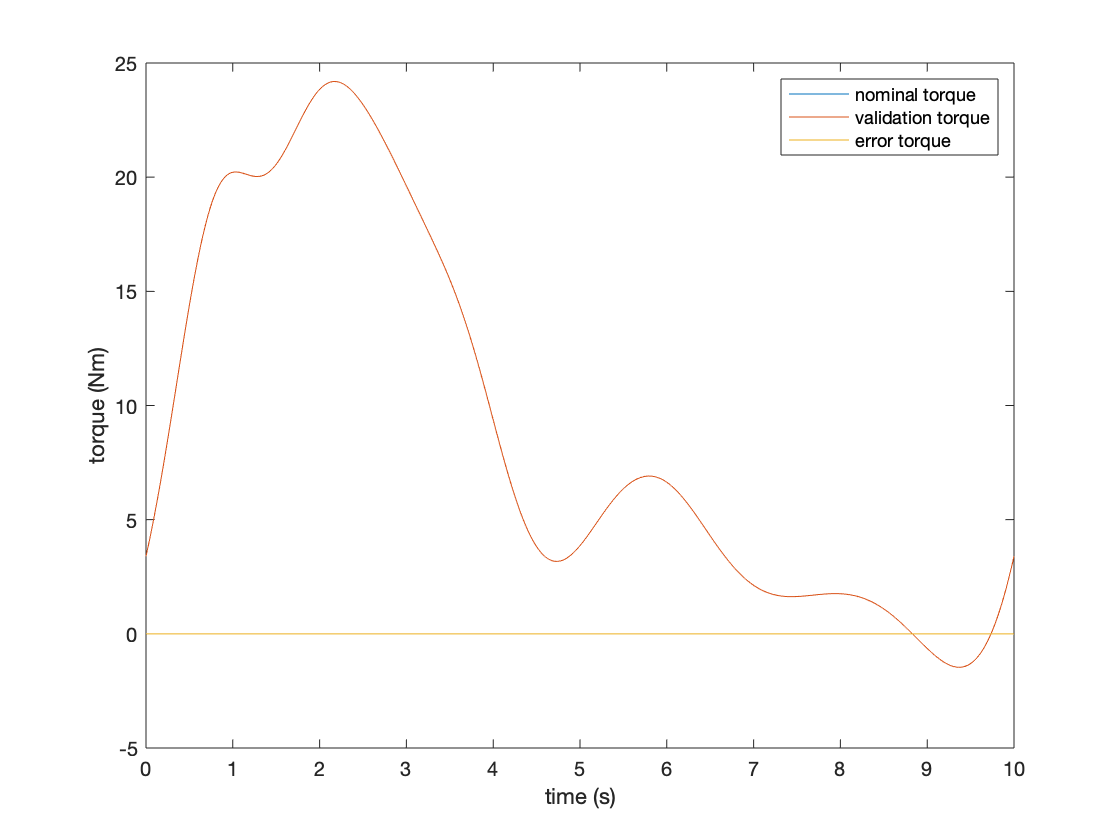 25
20
15
10
5
0
-5
torque (Nm)
nominal torque
validation torque
error torque
0 1 2 3 4 5 6 7 8 9 10
time (s)